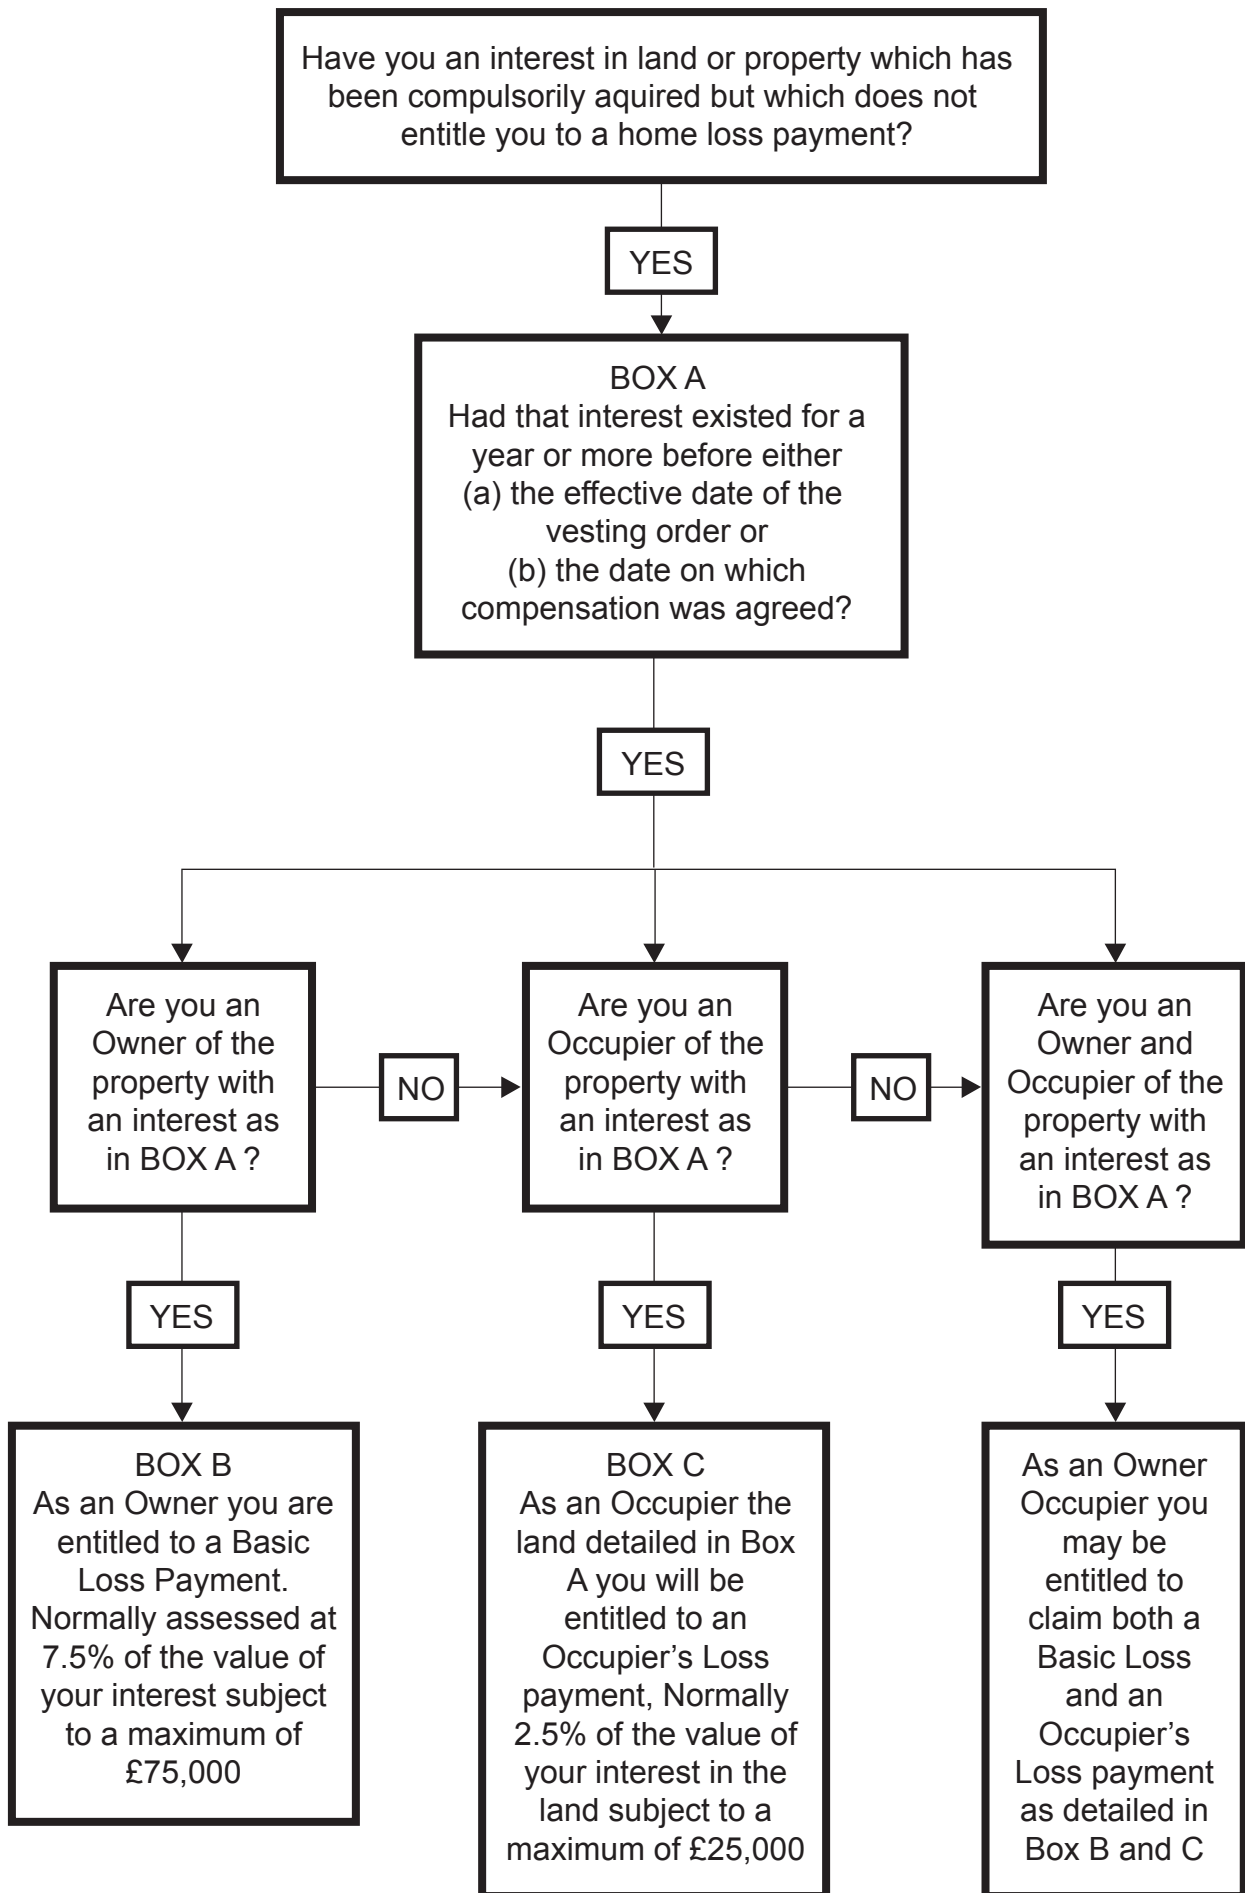 Have you an interest in land or property which has
been compulsorily aquired but which does not
entitle you to a home loss payment?
YES
BOX A
Had that interest existed for a
year or more before either
(a) the effective date of the
vesting order or
(b) the date on which
compensation was agreed?
YES
Are you an
Owner of the
property with
an interest as
in BOX A ?
NO
Are you an
Occupier of the
property with
an interest as
in BOX A ?
NO
Are you an
Owner and
Occupier of the
property with
an interest as
in BOX A ?
YES
YES
YES
BOX B
As an Owner you are
entitled to a Basic
Loss Payment.
Normally assessed at
7.5% of the value of
your interest subject
to a maximum of
£75,000
BOX C
As an Occupier the
land detailed in Box
A you will be
entitled to an
Occupier’s Loss
payment, Normally
2.5% of the value of
your interest in the
land subject to a
maximum of £25,000
As an Owner
Occupier you
may be
entitled to
claim both a
Basic Loss
and an
Occupier’s
Loss payment
as detailed in
Box B and C